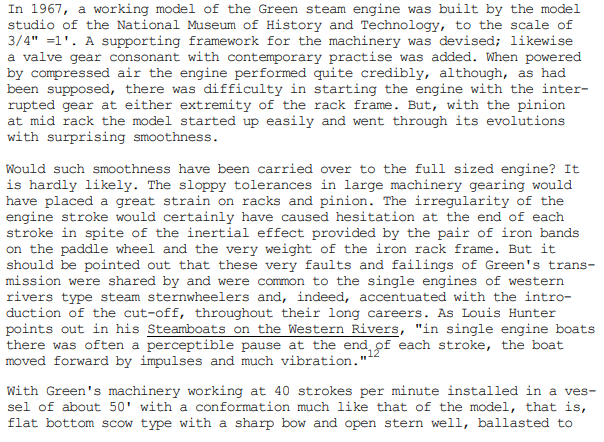 In 1967, a working model of the Green steam engine was built by the model
studio of the National Museum of History and Technology, to the scale of
3/4" =1'. A supporting framework for the machinery was devised; likewise
a valve gear consonant with contemporary practise was added. When powered
by compressed air the engine performed quite credibly, although, as had
been supposed, there was difficulty in starting the engine with the inter-
rupted gear at either extremity of the rack frame. But, with the pinion
at mid rack the model started up easily and went through its evolutions
with surprising smoothness.
Would such smoothness have been carried over to the full sized engine? It
is hardly likely. The sloppy tolerances in large machinery gearing would
have placed a great strain on racks and pinion. The irregularity of the
engine stroke would certainly have caused hesitation at the end of each
stroke in spite of the inertial effect provided by the pair of iron bands
on the paddle wheel and the very weight of the iron rack frame. But it
should be pointed out that these very faults and failings of Green's trans-
mission were shared by and were common to the single engines of western
rivers type steam sternwheelers and, indeed, accentuated with the intro-
duction of the cut-off, throughout their long careers. As Louis Hunter
points out in his Steamboats on the Western Rivers, "in single engine boats
there was often a perceptible pause at the end of each stroke, the boat
moved forward by impulses and much vibration."12
With Green's machinery working at 40 strokes per minute installed in a ves-
sel of about 50' with a conformation much like that of the model, that is,
flat bottom scow type with a sharp bow and open stern well, ballasted to